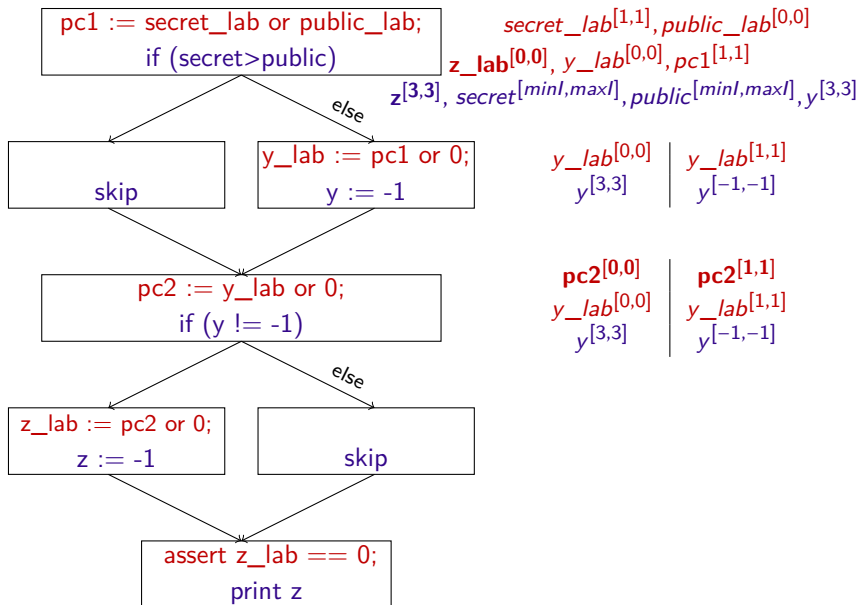 pc1 := secret_lab or public_lab;
if (secret>public)
secret_lab[1,1], public_lab[0,0]
z_lab[0,0], y_lab[0,0], pc1[1,1]
z[3,3], secret[minI,maxI], public[minI,maxI], y[3,3]
else
skip
y_lab := pc1 or 0;
y := -1
y_lab[0,0] y_lab[1,1]
y[3,3] y[−1,−1]
pc2 := y_lab or 0;
if (y != -1)
pc2[0,0] pc2[1,1]
y_lab[0,0] y_lab[1,1]
y[3,3] y[−1,−1]
else
z_lab := pc2 or 0;
z := -1
skip
assert z_lab == 0;
print z